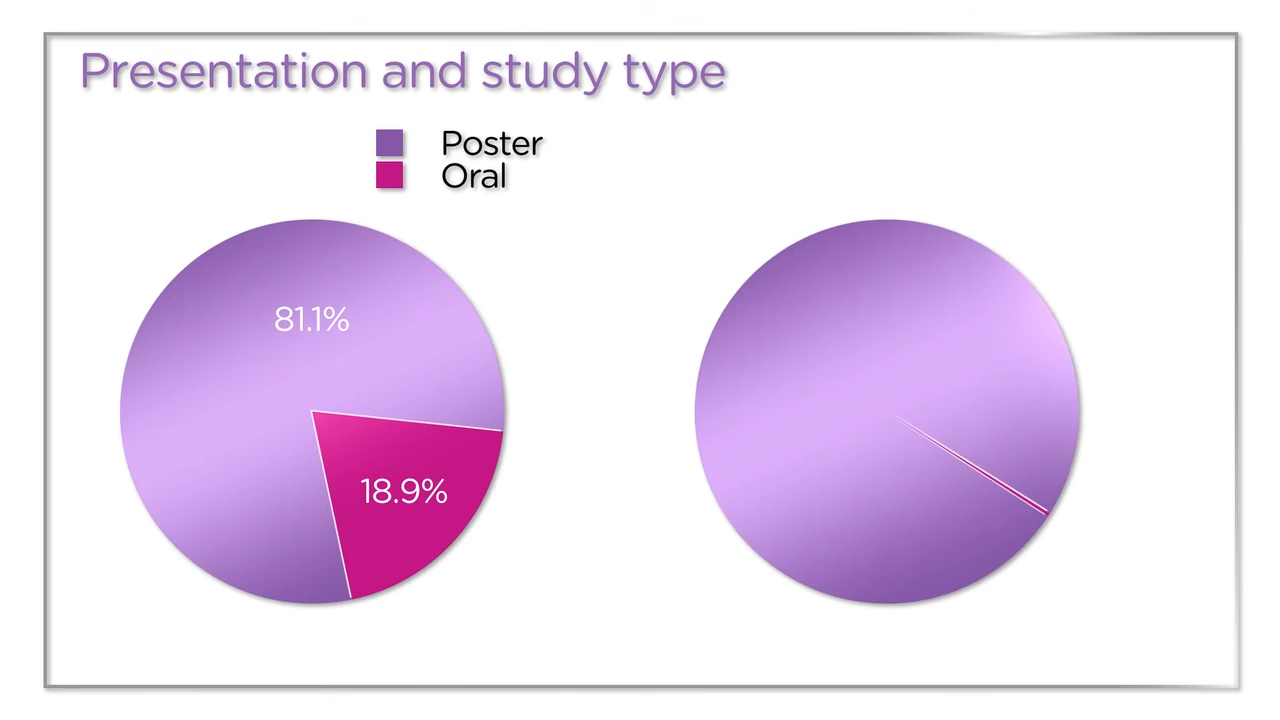 Presentation and study type
Poster
Oral
81.1%
18.9%